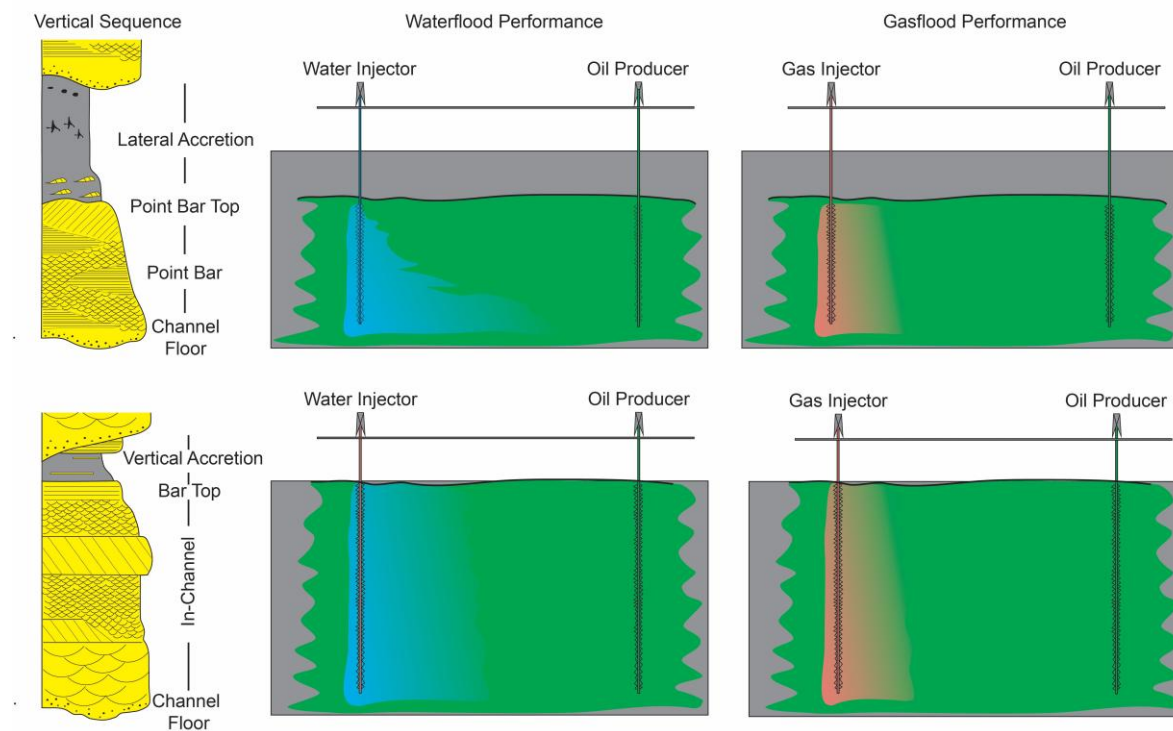 Vertical Sequence
Waterflood Performance
Gasflood Performance
Water Injector
Oil Producer
Gas Injector
Oil Producer
Lateral Accretion
Point Bar Top
Point Bar
Channel
Floor
Water Injector
Oil Producer
Gas Injector
Oil Producer
Vertical Accretion
Bar Top
In-Channel
Channel
Floor